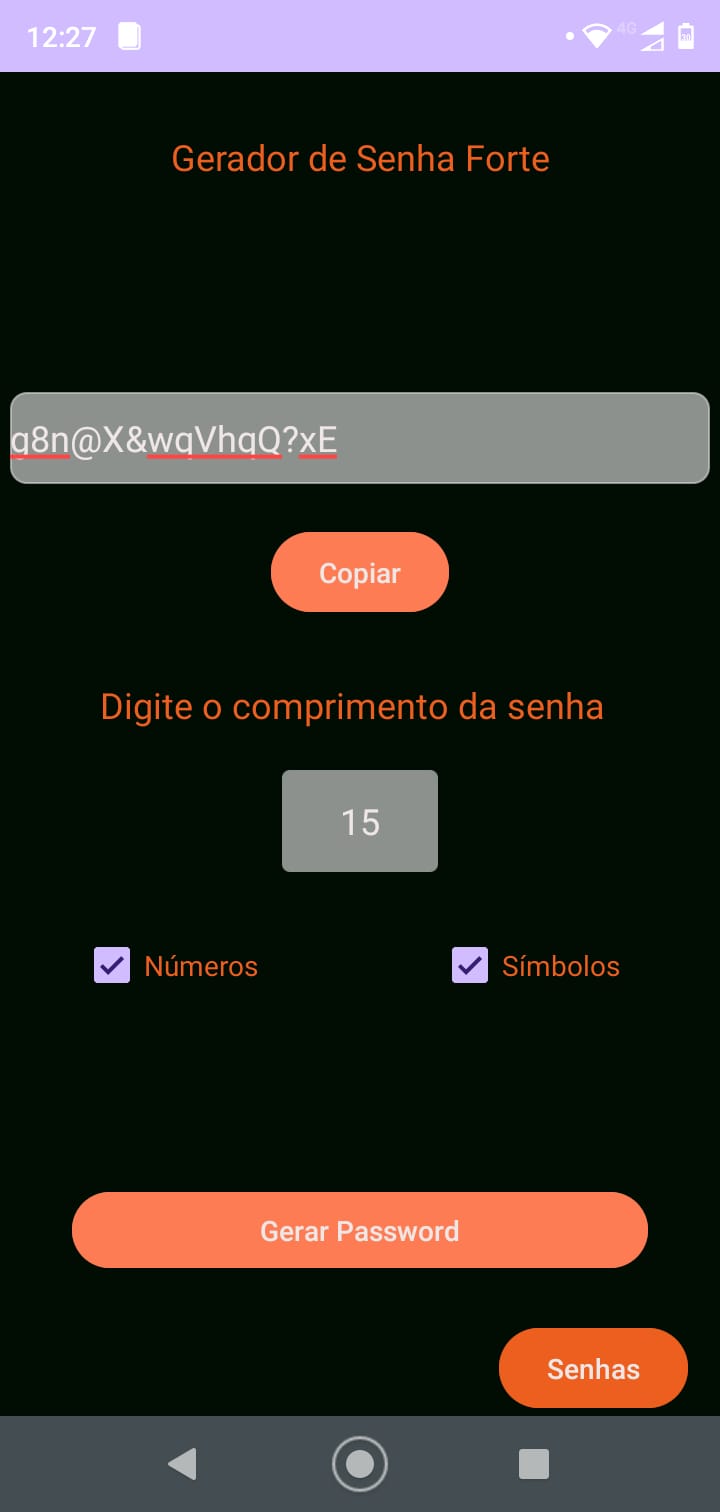 12:27
4G
30
Gerador de Senha Forte
g8n@X&wqVhqQ?xE
Copiar
Digite o comprimento da senha
15
Números
Símbolos
Gerar Password
Senhas